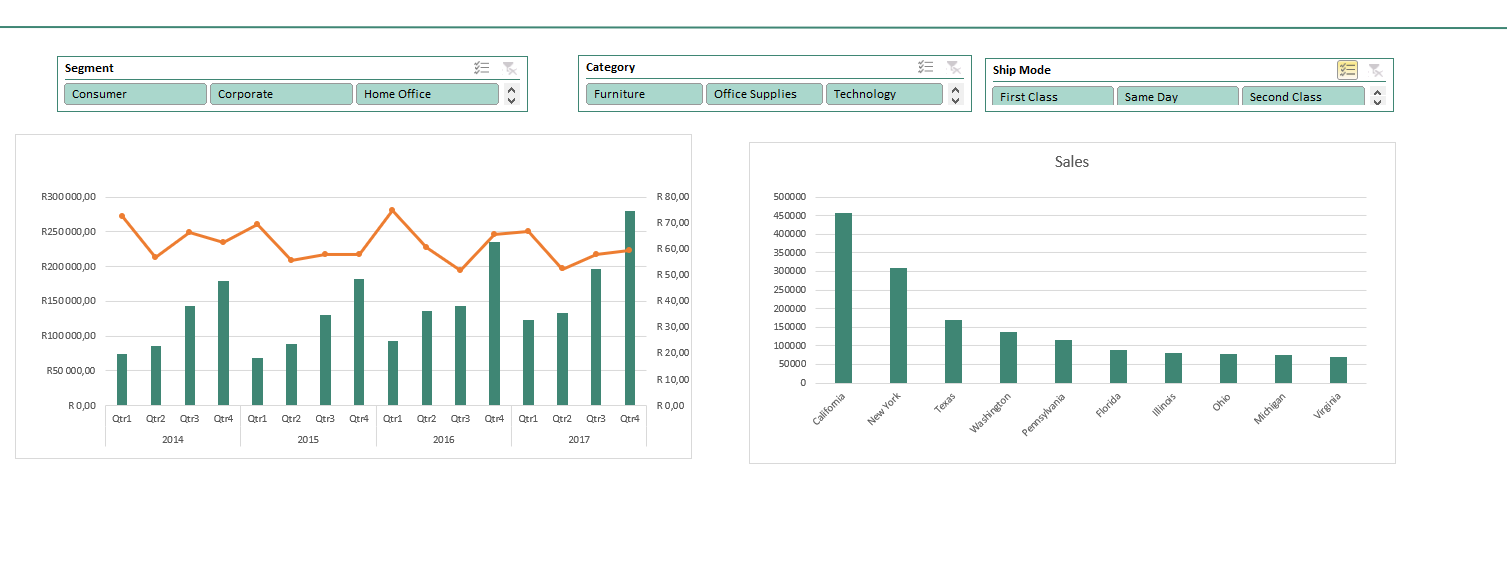 Segment
Consumer Corporate Home Office
Category
Furniture Office Supplies Technology
Ship Mode
First Class Same Day Second Class
R300 000,00
R250 000,00
R200 000,00
R150 000,00
R100 000,00
R50 000,00
R 0,00
R 80,00
R 70,00
R 60,00
R 50,00
R 40,00
R 30,00
R 20,00
R 10,00
R 0,00
Qtr1 Qtr2 Qtr3 Qtr4 Qtr1 Qtr2 Qtr3 Qtr4 Qtr1 Qtr2 Qtr3 Qtr4 Qtr1 Qtr2 Qtr3 Qtr4
2014 2015 2016 2017
Sales
500000
450000
400000
350000
300000
250000
200000
150000
100000
50000
0
California New York Texas Washington Pennsylvania Florida Illinois Ohio Michigan Virginia